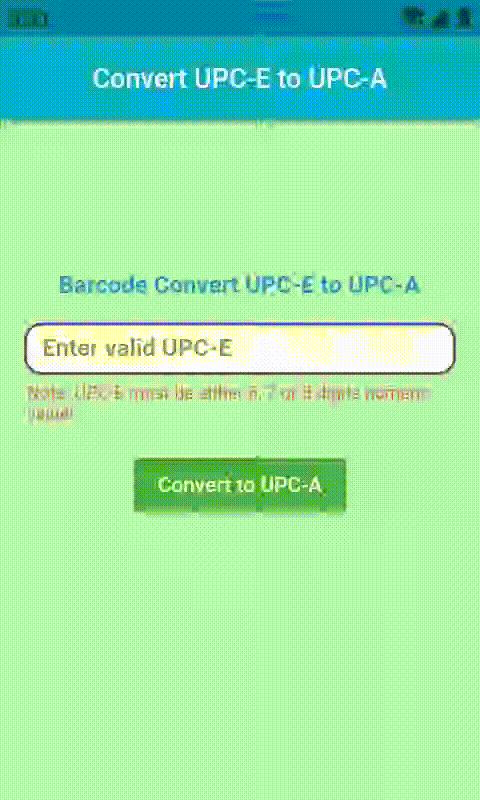 Convert UPC-E to UPC-A
Barcode Convert UPC-E to UPC-A
Enter valid UPC-E
Note: UPC-E must be either 6, 7 or 8 digits numeric
value!
Convert to UPC-A